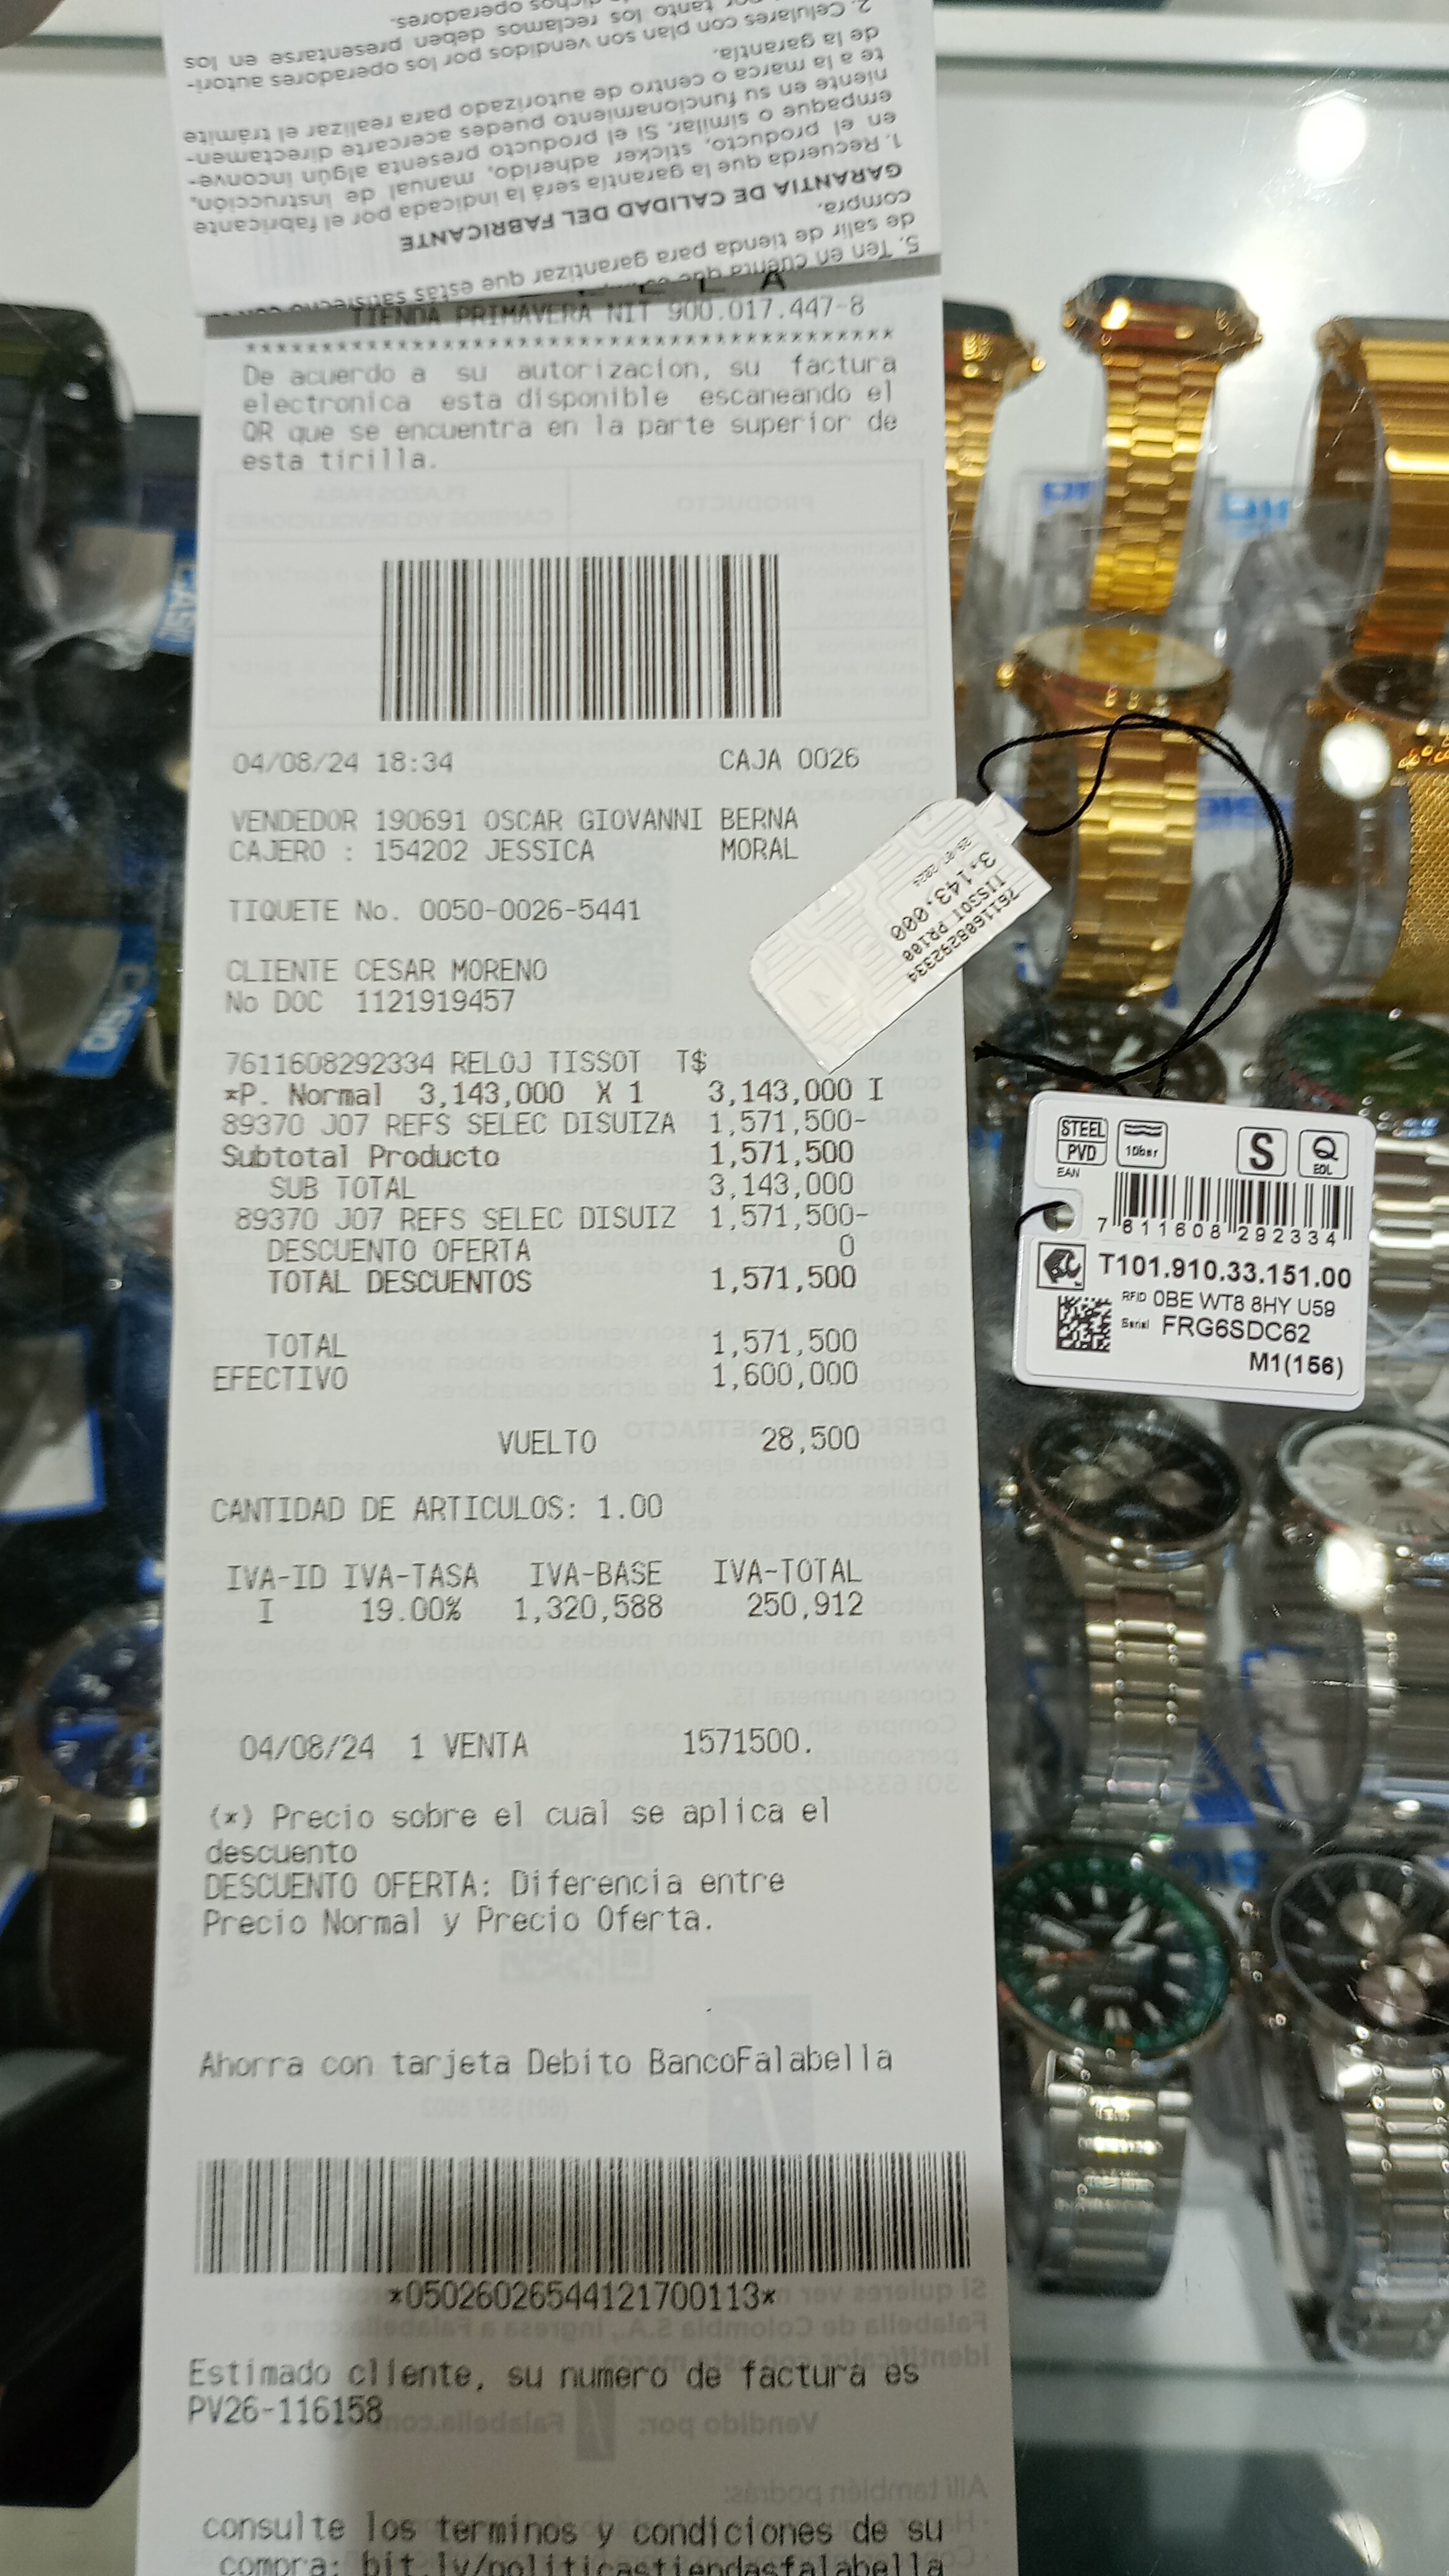 5. Ten en cuenta que
de salir de tienda para garantizar que estás satisfecho
compra.
GARANTIA DE CALIDAD DEL FABRICANTE
1. Recuerda que la garantía será la indicada por el fabricante
en el producto, sticker adherido, manual de instrucción,
empaque o similar. Si el producto presenta algún inconve-
niente en su funcionamiento puedes acercarte directamen-
te a la marca o centro de autorizado para realizar el trámite
de la garantía.
2. Celulares con plan son vendidos por los operadores autori-
tanto los reclamos deben presentarse en los
dichos operadores.
TIENDA PRIMAVERA NIT 900.017.447-8
******************************************
De acuerdo a su autorizacion, su factura
electronica esta disponible escaneando el
QR que se encuentra en la parte superior de
esta tirilla.
04/08/24 18:34 CAJA 0026
VENDEDOR 190691 OSCAR GIOVANNI BERNA
CAJERO : 154202 JESSICA MORAL
TIQUETE No. 0050-0026-5441
CLIENTE CESAR MORENO
No DOC 1121919457
7611608292334 RELOJ TISSOT T$
*P. Normal 3,143,000 X 1 3,143,000 I
89370 J07 REFS SELEC DISUIZA 1,571,500-
Subtotal Producto 1,571,500
SUB TOTAL 3,143,000
89370 J07 REFS SELEC DISUIZ 1,571,500-
DESCUENTO OFERTA 0
TOTAL DESCUENTOS 1,571,500
TOTAL 1,571,500
EFECTIVO 1,600,000
VUELTO 28,500
CANTIDAD DE ARTICULOS: 1.00
IVA-ID IVA-TASA IVA-BASE IVA-TOTAL
I 19.00% 1,320,588 250,912
04/08/24 1 VENTA 1571500.
(*) Precio sobre el cual se aplica el
descuento
DESCUENTO OFERTA: Diferencia entre
Precio Normal y Precio Oferta.
Ahorra con tarjeta Debito BancoFalabella
*05026026544121700113*
Estimado cliente, su numero de factura es
PV26-116158
consulte los terminos y condiciones de su
compra: bit.ly/politicastiendasfalabella
7611608292334
TISSOT PR100
3,143,000
STEEL
PVD
10bar
S
Q
EOL
EAN
7 611608 292334
T101.910.33.151.00
RFID 0BE WT8 8HY U59
Serial FRG6SDC62
M1(156)
CASIO
CASIO